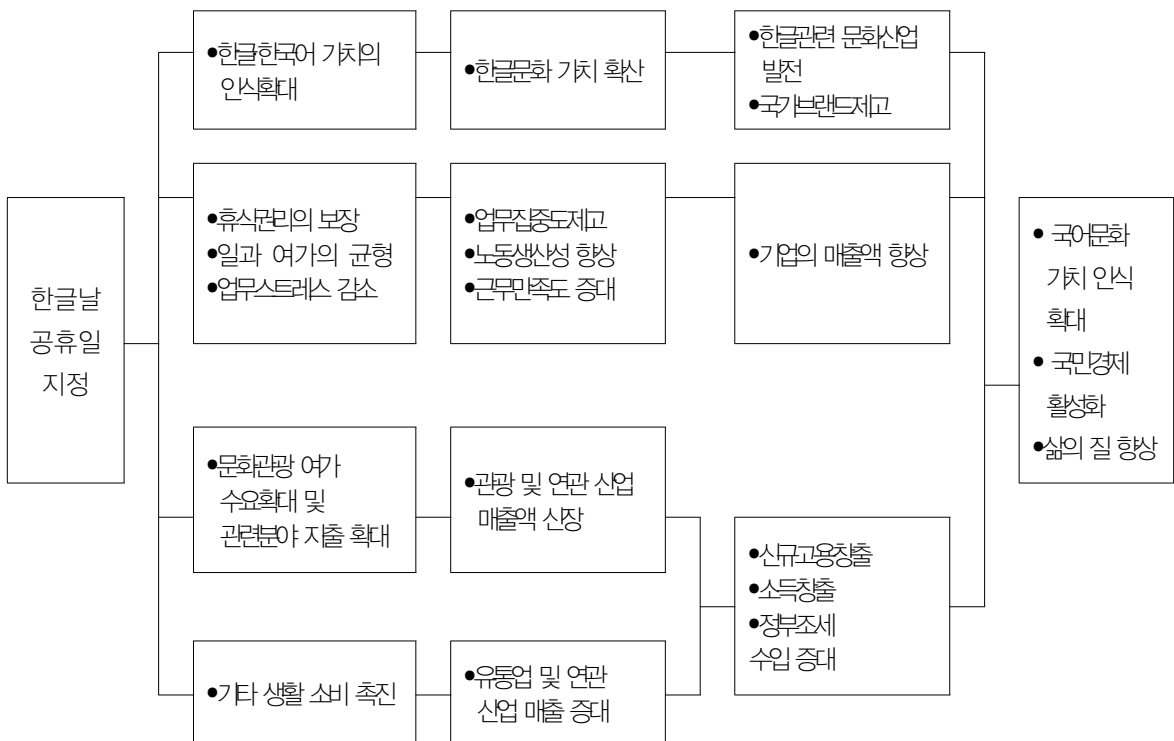 한글날
공휴일
지정
●한글·한국어 가치의
인식확대
●한글문화 가치 확산
●한글관련 문화산업
발전
●국가브랜드제고
●휴식권리의 보장
●일과 여가의 균형
●업무스트레스 감소
●업무집중도제고
●노동생산성 향상
●근무만족도 증대
●기업의 매출액 향상
●문화관광 여가
수요확대 및
관련분야 지출 확대
●관광 및 연관 산업
매출액 신장
●기타 생활 소비 촉진
●유통업 및 연관
산업 매출 증대
●신규고용창출
●소득창출
●정부조세
수입 증대
● 국어문화
가치 인식
확대
● 국민경제
활성화
●삶의 질 향상